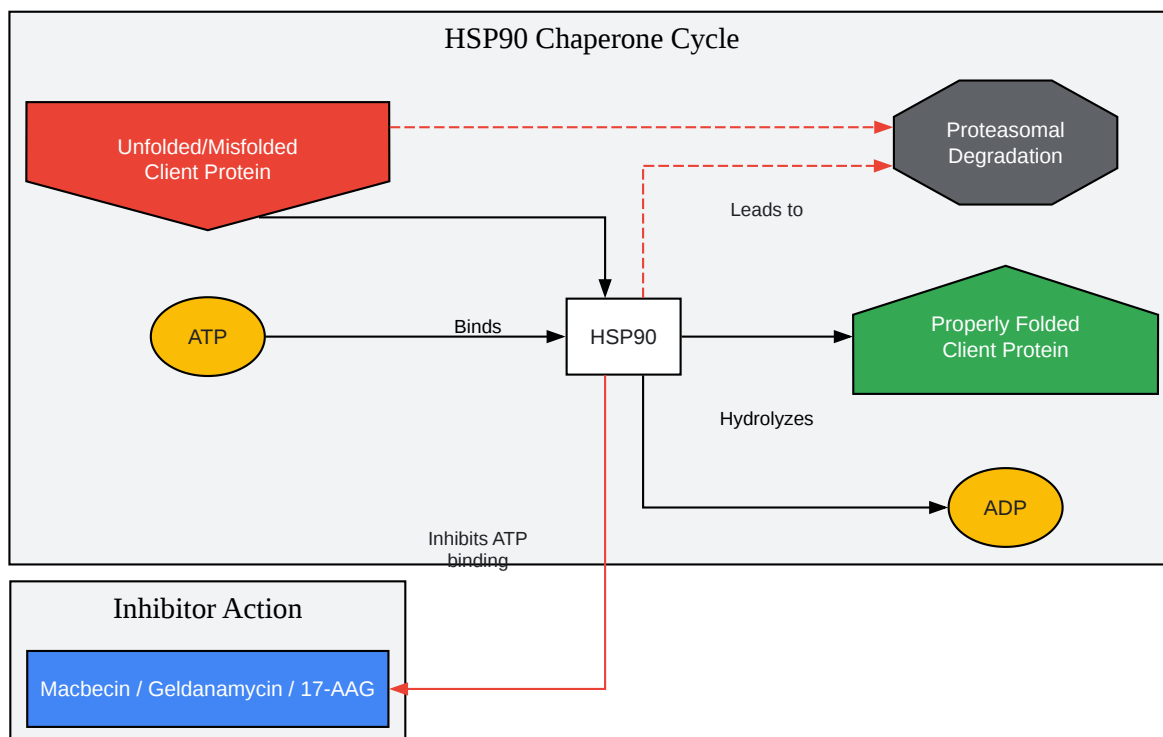 HSP90 Chaperone Cycle
Unfolded/Misfolded
Client Protein
Proteasomal
Degradation
Leads to
ATP
Binds
HSP90
Properly Folded
Client Protein
Hydrolyzes
ADP
Inhibits ATP
binding
Inhibitor Action
Macbecin / Geldanamycin / 17-AAG